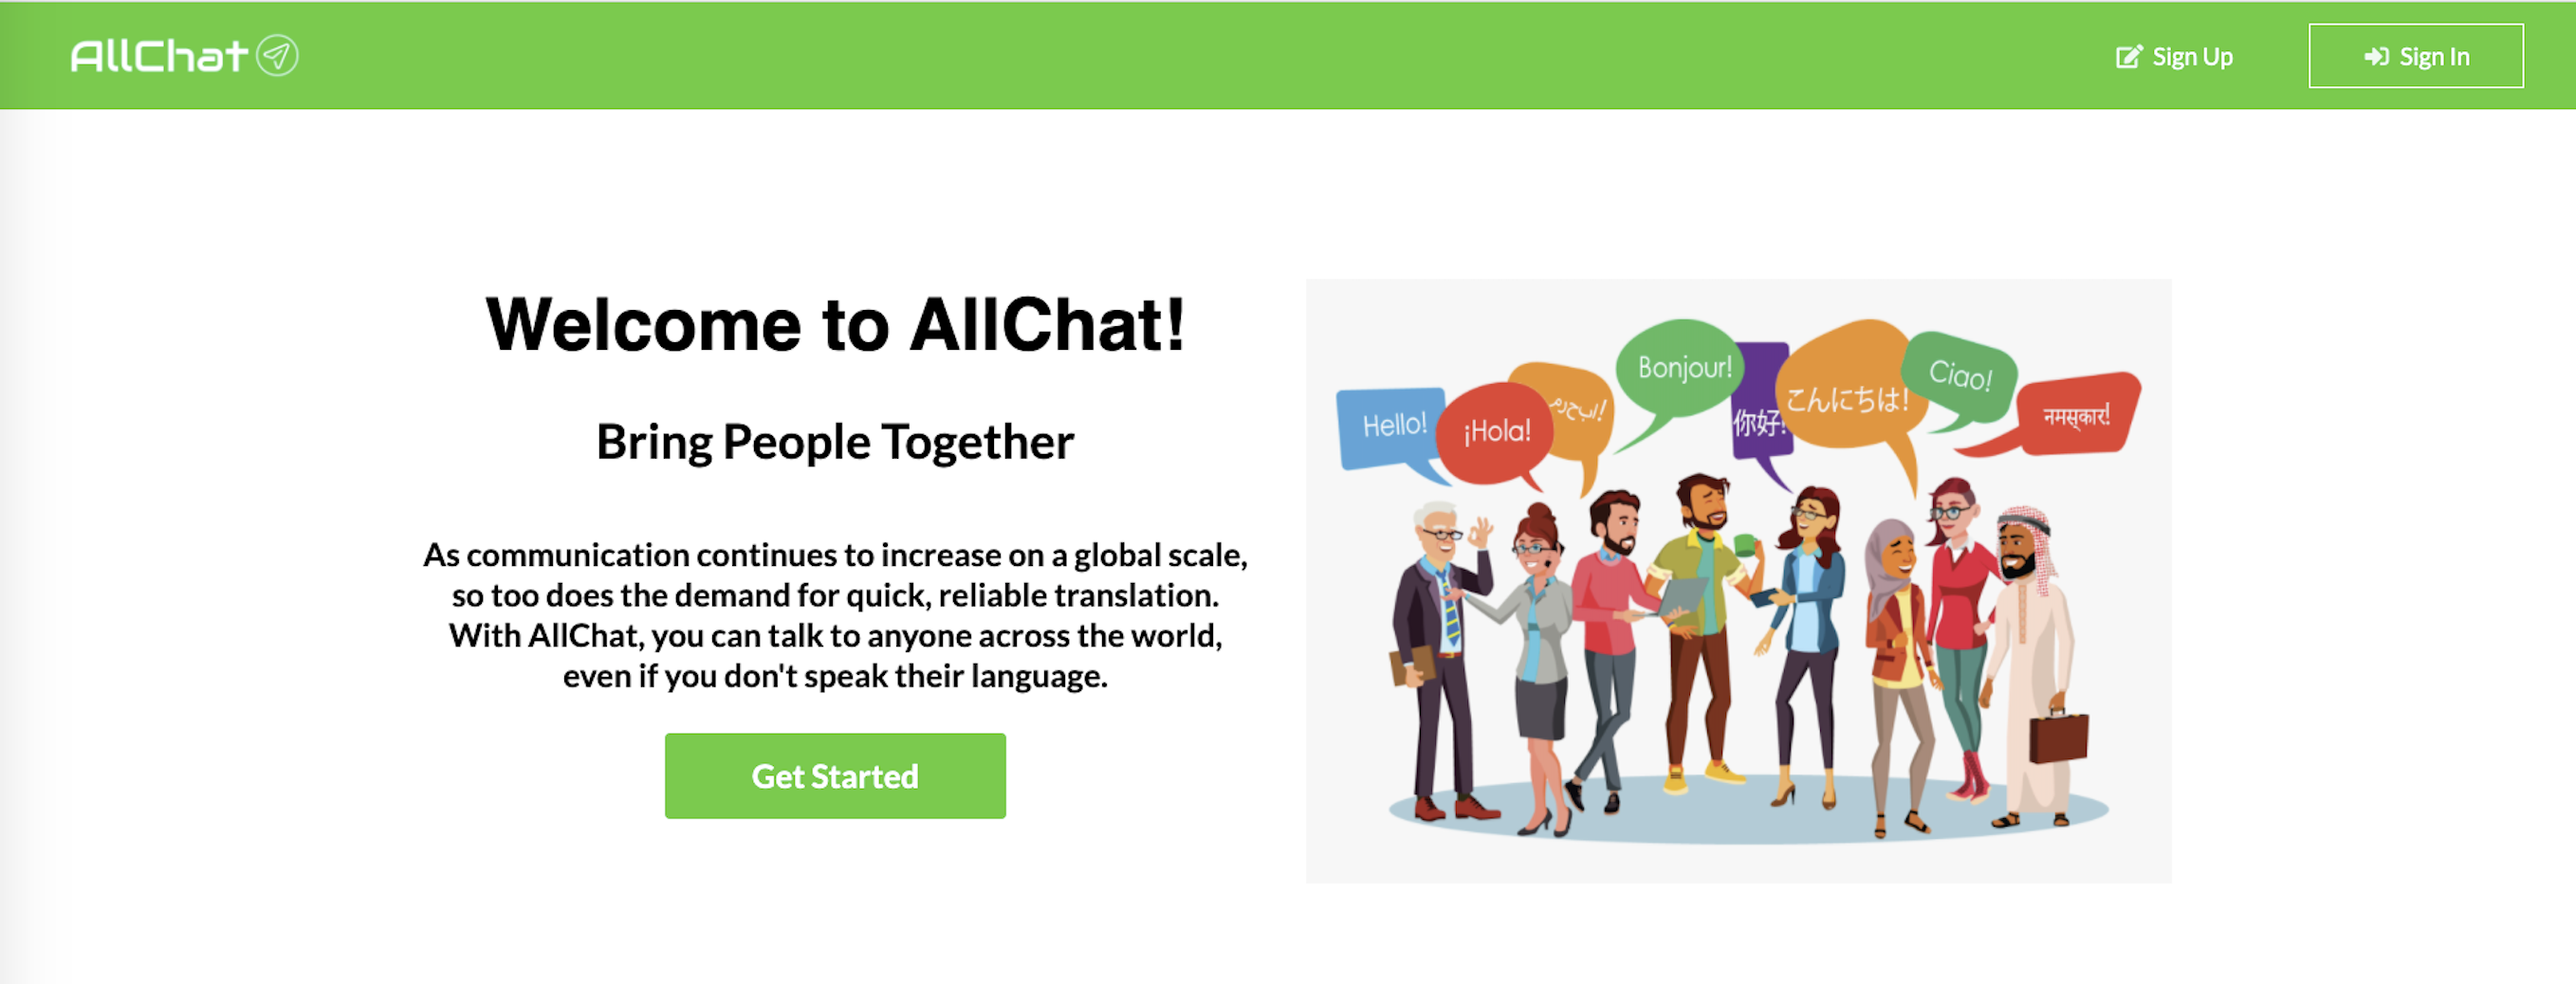 AllChat
Sign Up
Sign In
Welcome to AllChat!
Bring People Together
As communication continues to increase on a global scale,
so too does the demand for quick, reliable translation.
With AllChat, you can talk to anyone across the world,
even if you don't speak their language.
Get Started
Hello!
¡Hola!
Bonjour!
你好!
こんにちは!
Ciao!
नमस्कार!